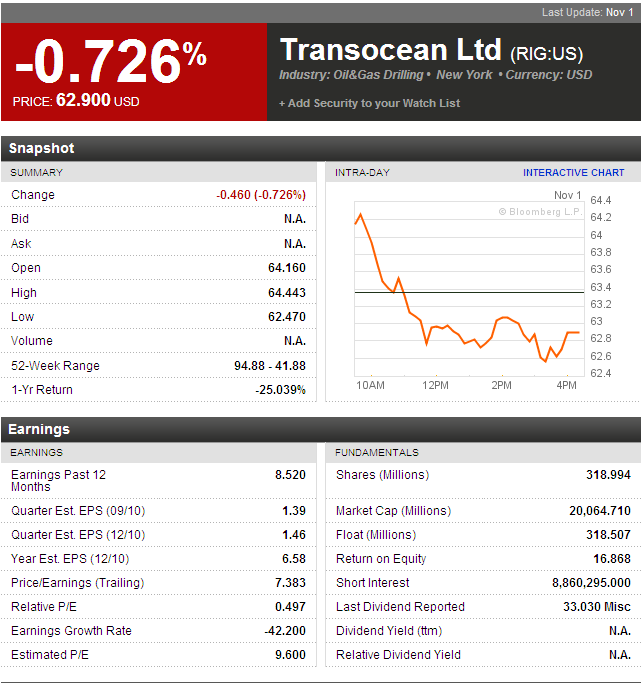 Last Update: Nov 1
-0.726%
PRICE: 62.900 USD
Transocean Ltd (RIG:US)
Industry: Oil&Gas Drilling • New York • Currency: USD
+ Add Security to your Watch List
Snapshot
SUMMARY
Change -0.460 (-0.726%)
Bid N.A.
Ask N.A.
Open 64.160
High 64.443
Low 62.470
Volume N.A.
52-Week Range 94.88 - 41.88
1-Yr Return -25.039%
INTRA-DAY INTERACTIVE CHART
Nov 1
© Bloomberg L.P.
64.4
64.2
64
63.8
63.6
63.4
63.2
63
62.8
62.6
62.4
10AM 12PM 2PM 4PM
Earnings
EARNINGS
Earnings Past 12
Months 8.520
Quarter Est. EPS (09/10) 1.39
Quarter Est. EPS (12/10) 1.46
Year Est. EPS (12/10) 6.58
Price/Earnings (Trailing) 7.383
Relative P/E 0.497
Earnings Growth Rate -42.200
Estimated P/E 9.600
FUNDAMENTALS
Shares (Millions) 318.994
Market Cap (Millions) 20,064.710
Float (Millions) 318.507
Return on Equity 16.868
Short Interest 8,860,295.000
Last Dividend Reported 33.030 Misc
Dividend Yield (ttm) N.A.
Relative Dividend Yield N.A.